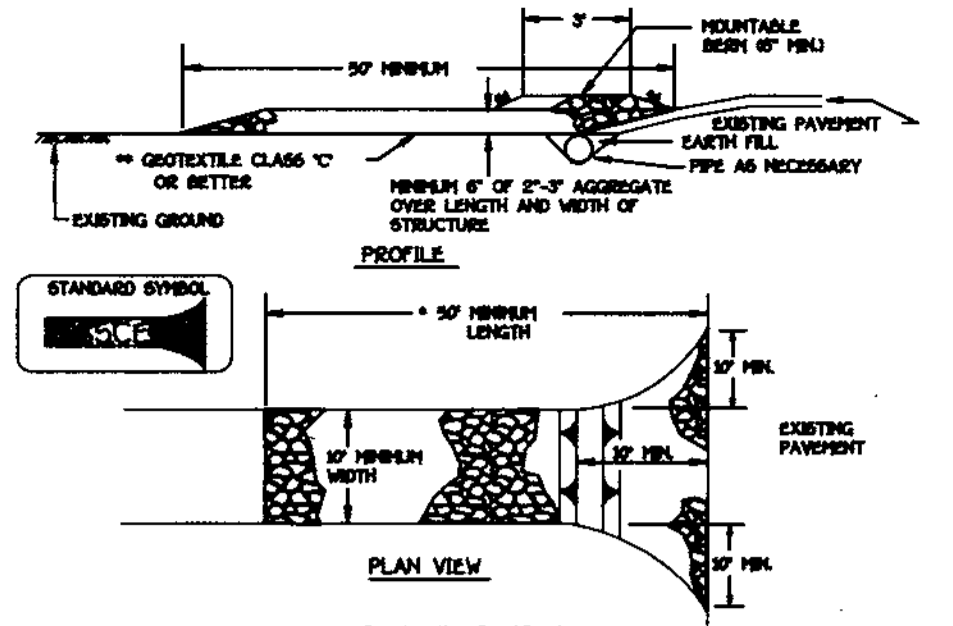 3'
MOUNTABLE
BERM (6" MIN.)
50' MINIMUM
EXISTING PAVEMENT
EARTH FILL
PIPE AS NECESSARY
** GEOTEXTILE CLASS "C"
OR BETTER
MINIMUM 6" OF 2"-3" AGGREGATE
OVER LENGTH AND WIDTH OF
STRUCTURE
EXISTING GROUND
PROFILE
STANDARD SYMBOL
SCE
* 50' MINIMUM
LENGTH
10' MIN.
EXISTING
PAVEMENT
10' MINIMUM
WIDTH
10' MIN.
10' MIN.
PLAN VIEW